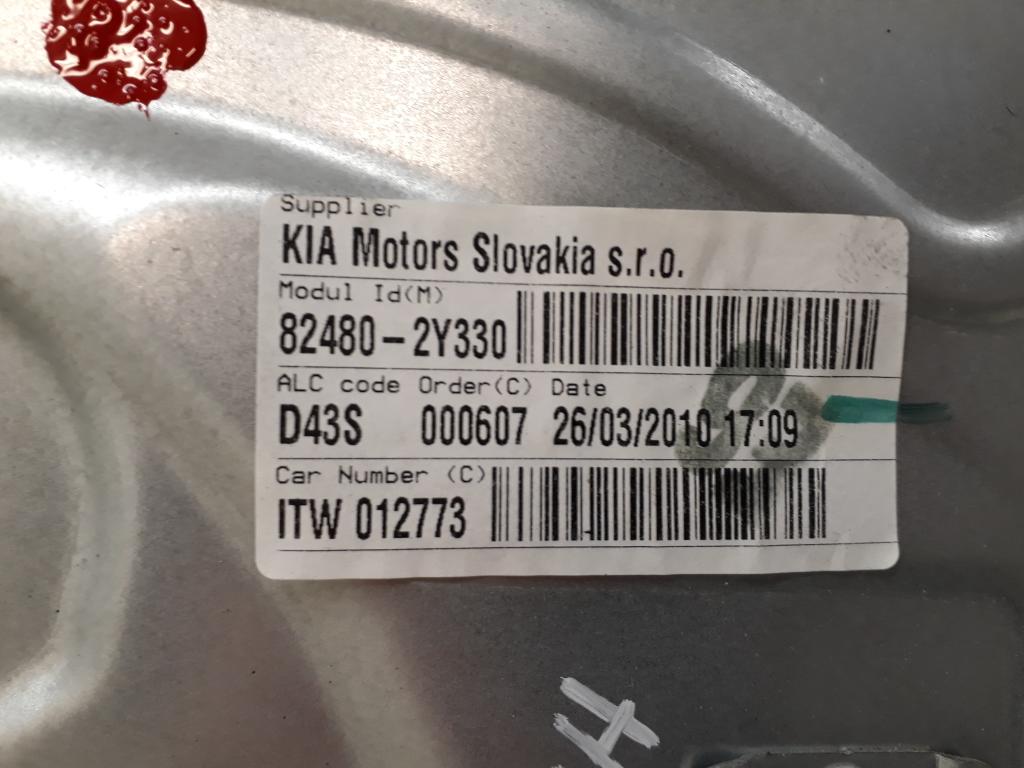 Supplier
KIA Motors Slovakia s.r.o.
Modul Id(M)
82480-2Y330
ALC code Order(C) Date
D43S 000607 26/03/2010 17:09
Car Number (C)
ITW 012773
H